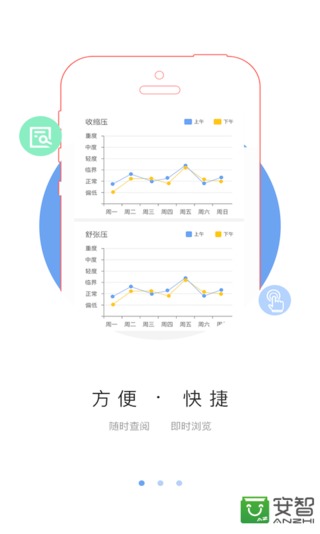 收缩压 上午 下午
重度
中度
轻度
临界
正常
偏低
周一 周二 周三 周四 周五 周六 周日
舒张压 上午 下午
重度
中度
轻度
临界
正常
偏低
周一 周二 周三 周四 周五 周六
方便 · 快捷
随时查阅 即时浏览
安智
ANZHI